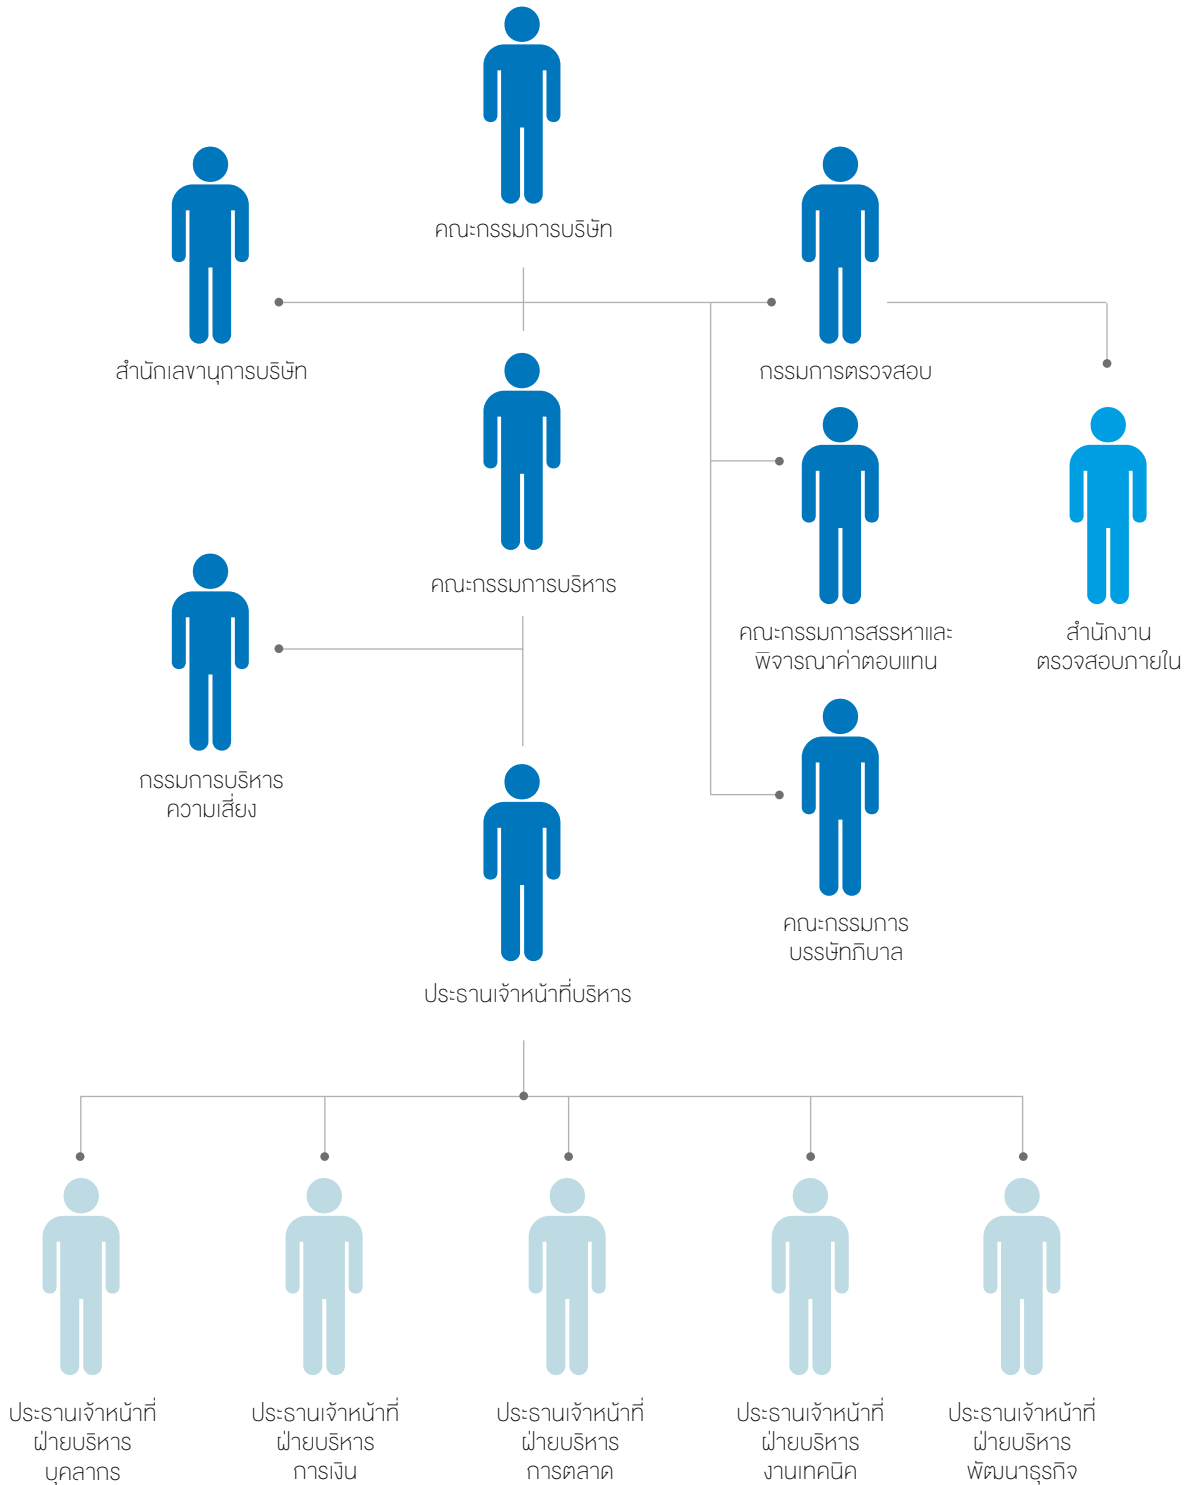 คณะกรรมการบริษัท
สำนักเลขานุการบริษัท
กรรมการตรวจสอบ
คณะกรรมการบริหาร
คณะกรรมการสรรหาและ
พิจารณาค่าตอบแทน
สำนักงาน
ตรวจสอบภายใน
กรรมการบริหาร
ความเสี่ยง
คณะกรรมการ
บรรษัทภิบาล
ประธานเจ้าหน้าที่บริหาร
ประธานเจ้าหน้าที่
ฝ่ายบริหาร
บุคลากร
ประธานเจ้าหน้าที่
ฝ่ายบริหาร
การเงิน
ประธานเจ้าหน้าที่
ฝ่ายบริหาร
การตลาด
ประธานเจ้าหน้าที่
ฝ่ายบริหาร
งานเทคนิค
ประธานเจ้าหน้าที่
ฝ่ายบริหาร
พัฒนาธุรกิจ